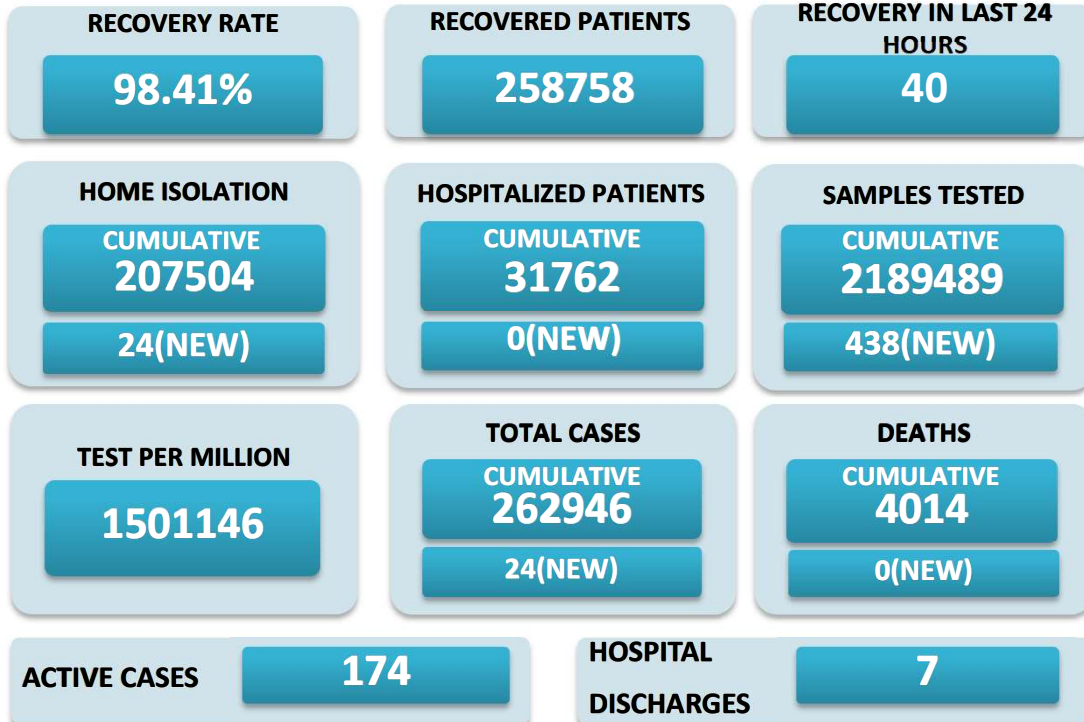 RECOVERY RATE
98.41%
RECOVERED PATIENTS
258758
RECOVERY IN LAST 24
HOURS
40
HOME ISOLATION
CUMULATIVE
207504
24(NEW)
HOSPITALIZED PATIENTS
CUMULATIVE
31762
0(NEW)
SAMPLES TESTED
CUMULATIVE
2189489
438(NEW)
TEST PER MILLION
1501146
TOTAL CASES
CUMULATIVE
262946
24(NEW)
DEATHS
CUMULATIVE
4014
0(NEW)
ACTIVE CASES
174
HOSPITAL
DISCHARGES
7